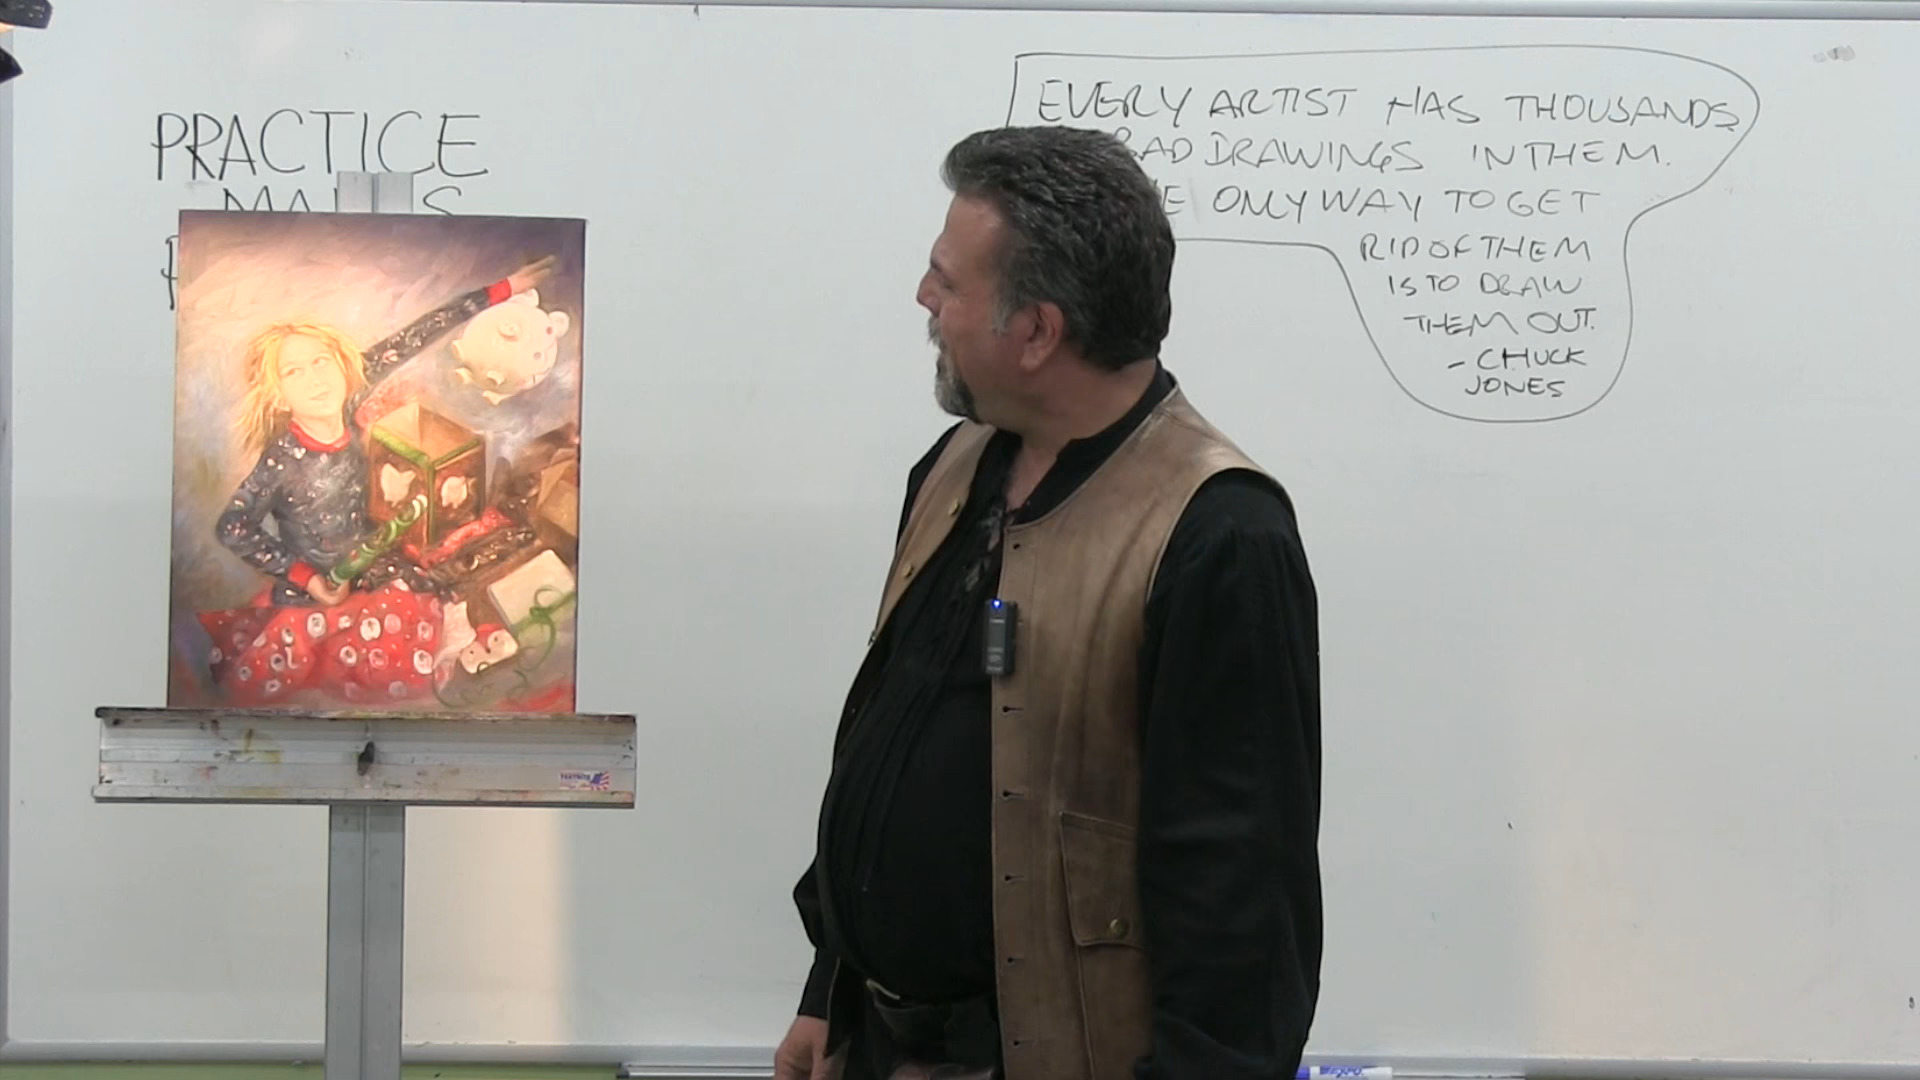 PRACTICE
EVERY ARTIST HAS THOUSANDS
BAD DRAWINGS IN THEM.
ONLY WAY TO GET
RID OF THEM
IS TO DRAW
THEM OUT.
- CHUCK
JONES
EXPO